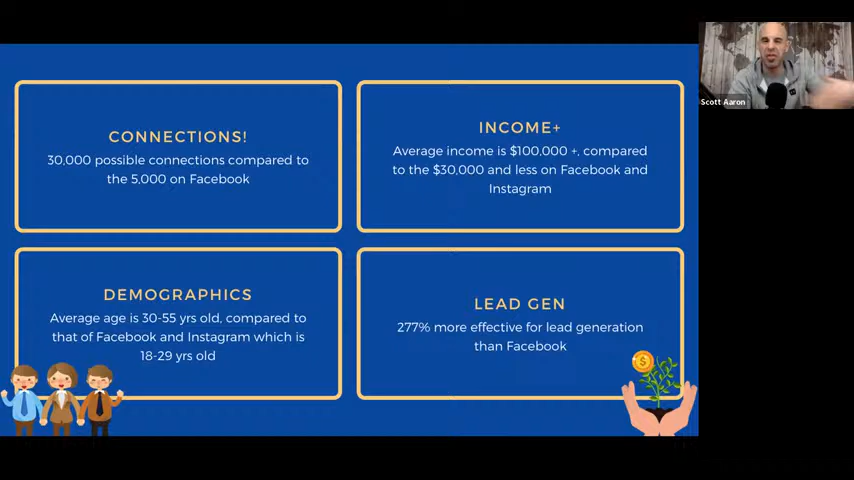 CONNECTIONS!
30,000 possible connections compared to
the 5,000 on Facebook
INCOME+
Average income is $100,000 +, compared
to the $30,000 and less on Facebook and
Instagram
DEMOGRAPHICS
Average age is 30-55 yrs old, compared to
that of Facebook and Instagram which is
18-29 yrs old
LEAD GEN
277% more effective for lead generation
than Facebook
$
Scott Aaron